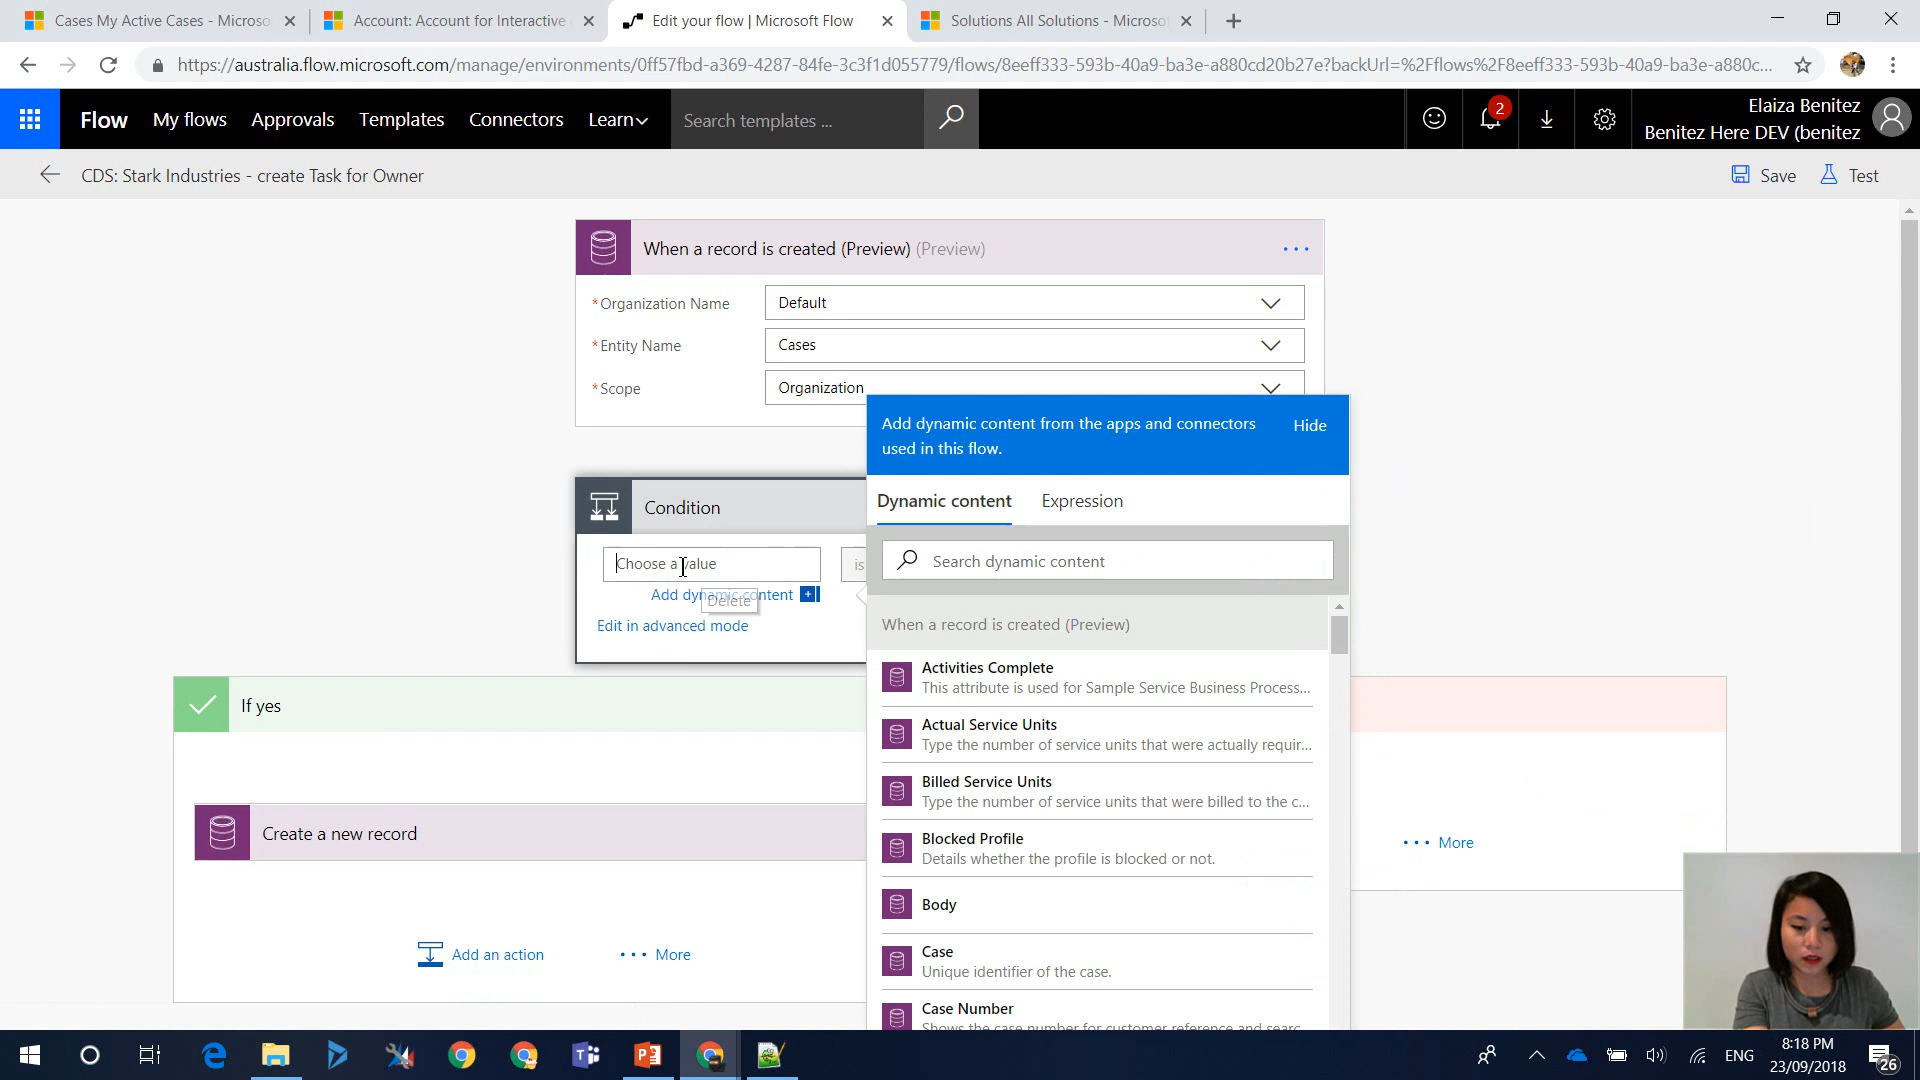 Cases My Active Cases - Microso
Account: Account for Interactive
Edit your flow | Microsoft Flow
Solutions All Solutions - Microso
https://australia.flow.microsoft.com/manage/environments/0ff57fbd-a369-4287-84fe-3c3f1d055779/flows/8eeff333-593b-40a9-ba3e-a880cd20b27e?backUrl=%2Fflows%2F8eeff333-593b-40a9-ba3e-a880c...
Flow
My flows
Approvals
Templates
Connectors
Learn
Search templates ...
2
Elaiza Benitez
Benitez Here DEV (benitez
CDS: Stark Industries - create Task for Owner
Save
Test
When a record is created (Preview) (Preview)
* Organization Name
Default
* Entity Name
Cases
* Scope
Organization
Add dynamic content from the apps and connectors
used in this flow.
Hide
Condition
Dynamic content
Expression
Choose a value
is
Search dynamic content
Add dynamic content
Delete
Edit in advanced mode
When a record is created (Preview)
Activities Complete
This attribute is used for Sample Service Business Process...
Actual Service Units
Type the number of service units that were actually requir...
Billed Service Units
Type the number of service units that were billed to the c...
Blocked Profile
Details whether the profile is blocked or not.
Body
Case
Unique identifier of the case.
Case Number
Shows the case number for customer reference and searc...
If yes
Create a new record
Add an action
More
More
ENG
8:18 PM
23/09/2018
26